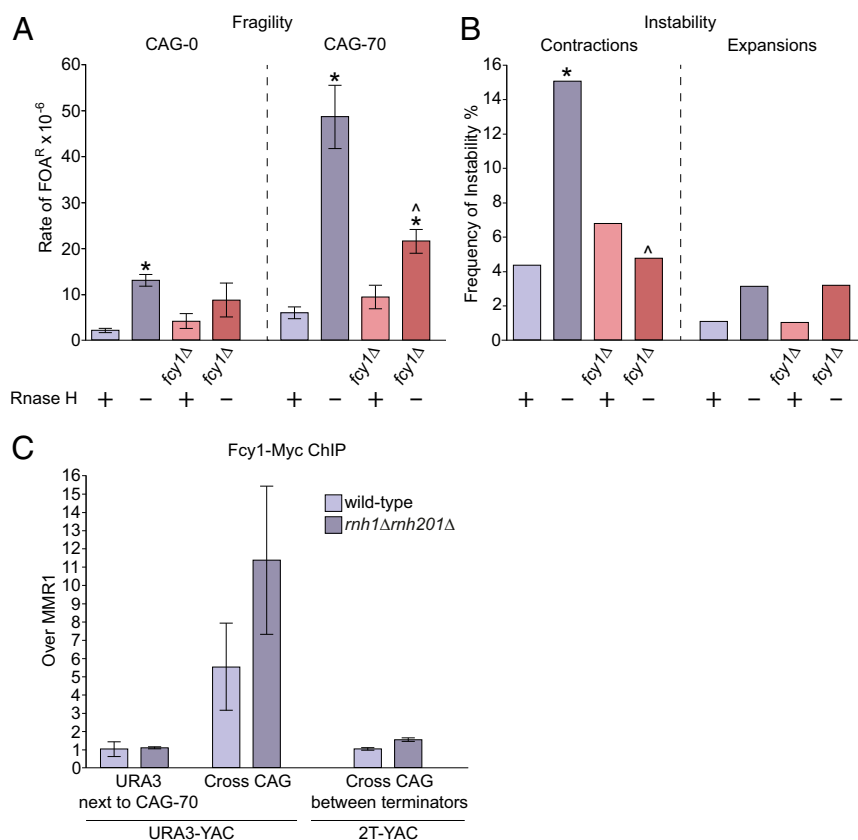 A
Fragility
CAG-0
CAG-70
Rate of FOA^R x10^-6
60
50
40
30
20
10
0
*
*
^
*
fcy1Δ
fcy1Δ
fcy1Δ
fcy1Δ
Rnase H
+ − + − + − + −
B
Instability
Contractions
Expansions
Frequency of Instability %
16
14
12
10
8
6
4
2
0
*
^
fcy1Δ
fcy1Δ
fcy1Δ
fcy1Δ
+ − + − + − + −
C
Fcy1-Myc ChIP
Over MMR1
16
15
14
13
12
11
10
9
8
7
6
5
4
3
2
1
0
wild-type
rnh1Δrnh201Δ
URA3
next to CAG-70
Cross CAG
Cross CAG
between terminators
URA3-YAC
2T-YAC